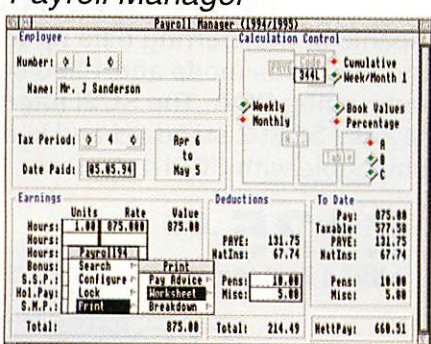 Payroll Manager
Payroll Manager (1994/1995)
Employee
Number: 1
Name: Mr. J Sanderson
Calculation Control
PAYE Code 344L
Cumulative
Week/Month 1
Weekly
Monthly
Book Values
Percentage
N.I. Table
A
B
C
Tax Period: 4
Apr 6
to
May 5
Date Paid: 05.05.94
Earnings
Units Rate Value
Hours: 1.00 875.000 875.00
Hours:
Hours:
Hours:
Bonus:
S.S.P.:
Hol.Pay:
S.M.P.:
Total: 875.00
Payroll94
Search
Configure
Lock
Print
Print
Pay Advice
Worksheet
Breakdown
Deductions
PAYE: 131.75
NatIns: 67.74
Pens: 10.00
Misc: 5.00
Total: 214.49
To Date
Pay: 875.00
Taxable: 577.58
PAYE: 131.75
NatIns: 67.74
Pens: 10.00
Misc: 5.00
NettPay: 660.51